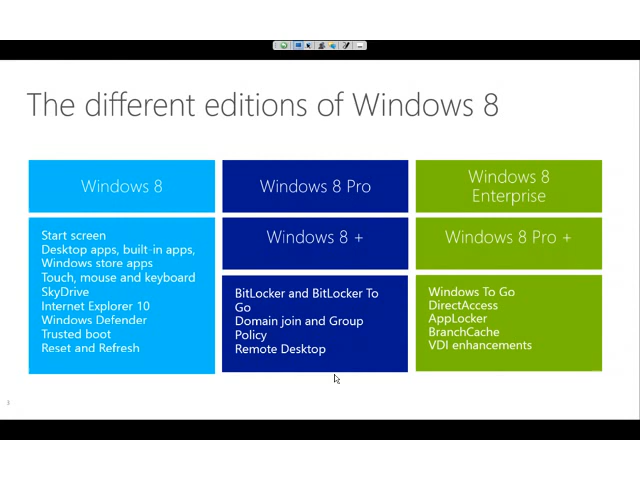 The different editions of Windows 8
Windows 8
Start screen
Desktop apps, built-in apps,
Windows store apps
Touch, mouse and keyboard
SkyDrive
Internet Explorer 10
Windows Defender
Trusted boot
Reset and Refresh
Windows 8 Pro
Windows 8 +
BitLocker and BitLocker To
Go
Domain join and Group
Policy
Remote Desktop
Windows 8
Enterprise
Windows 8 Pro +
Windows To Go
DirectAccess
AppLocker
BranchCache
VDI enhancements
3